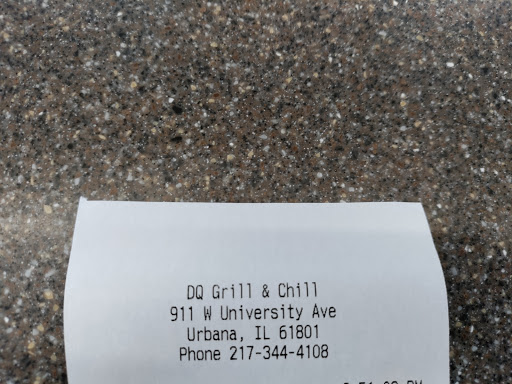 DQ Grill & Chill
911 W University Ave
Urbana, IL 61801
Phone 217-344-4108